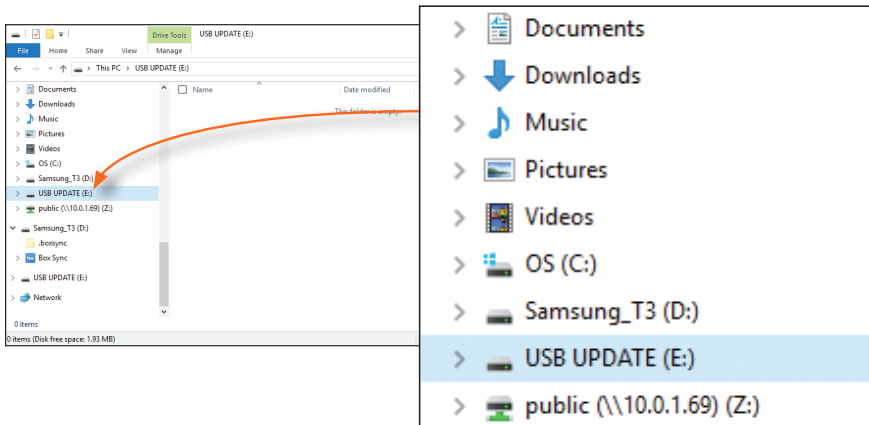 Drive Tools USB UPDATE (E:)
File Home Share View Manage
This PC > USB UPDATE (E:)
Name Date modified
This folder is empty.
Documents
Downloads
Music
Pictures
Videos
OS (C:)
Samsung_T3 (D:)
USB UPDATE (E:)
public (\\10.0.1.69) (Z:)
Samsung_T3 (D:)
.boxsync
Box Sync
USB UPDATE (E:)
Network
0 items
0 items (Disk free space: 1.93 MB)
Documents
Downloads
Music
Pictures
Videos
OS (C:)
Samsung_T3 (D:)
USB UPDATE (E:)
public (\\10.0.1.69) (Z:)